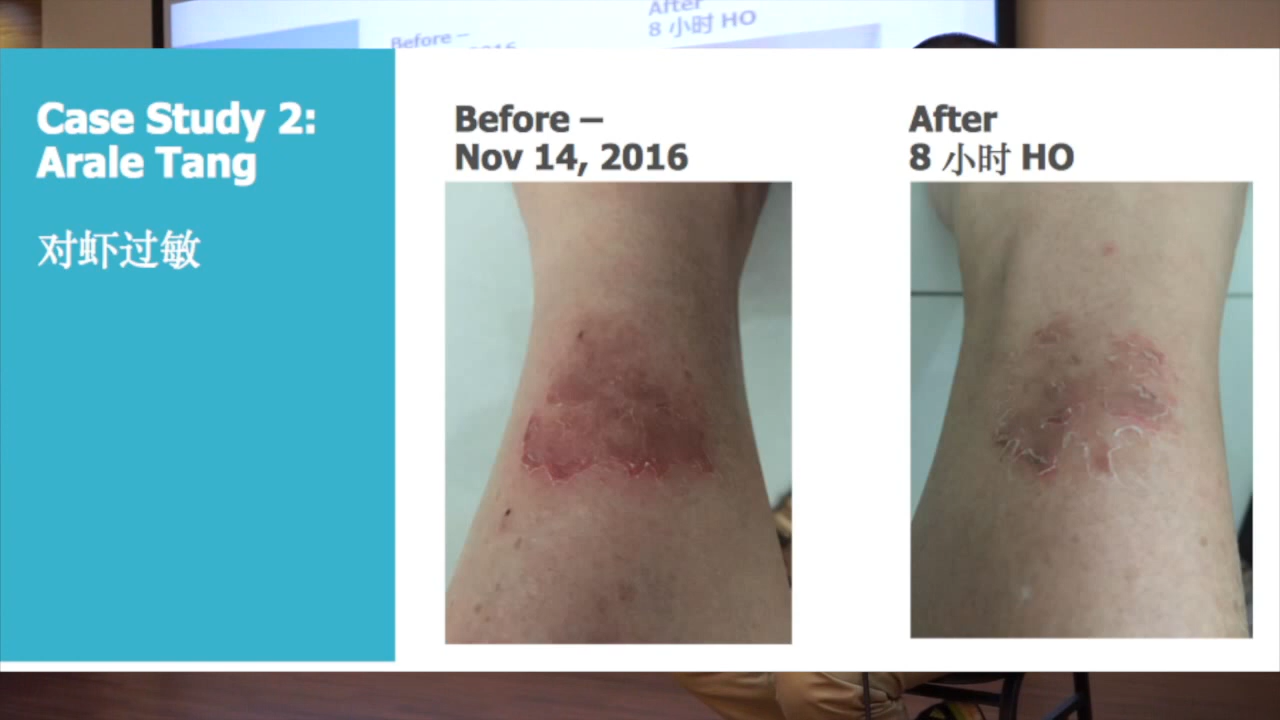 After
8 小时 HO
Before –
Case Study 2:
Arale Tang
对虾过敏
Before –
Nov 14, 2016
After
8 小时 HO